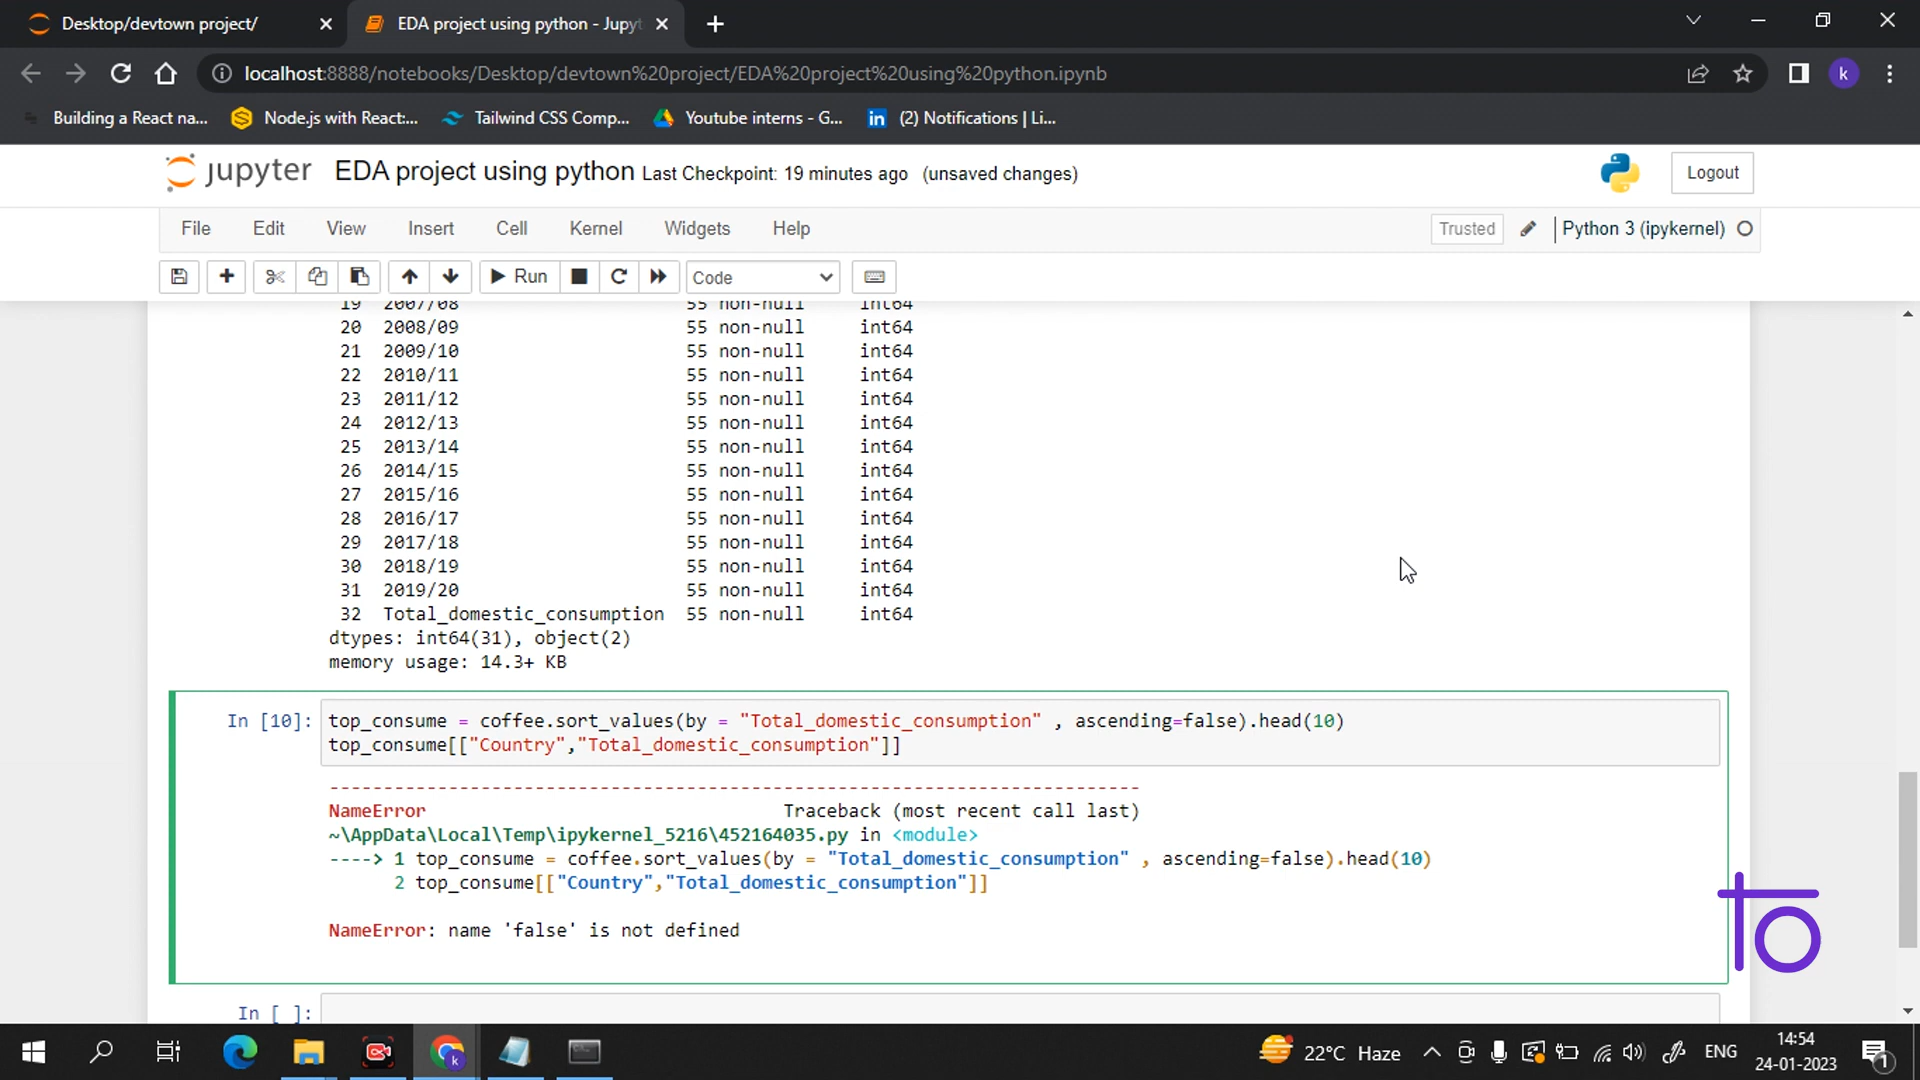 Desktop/devtown project/
EDA project using python - Jupyt
localhost:8888/notebooks/Desktop/devtown%20project/EDA%20project%20using%20python.ipynb
Building a React na...
Node.js with React:...
Tailwind CSS Comp...
Youtube interns - G...
(2) Notifications | Li...
jupyter EDA project using python Last Checkpoint: 19 minutes ago (unsaved changes)
Logout
File Edit View Insert Cell Kernel Widgets Help
Trusted
Python 3 (ipykernel)
Run
Code
19 2007/08 55 non-null int64
20 2008/09 55 non-null int64
21 2009/10 55 non-null int64
22 2010/11 55 non-null int64
23 2011/12 55 non-null int64
24 2012/13 55 non-null int64
25 2013/14 55 non-null int64
26 2014/15 55 non-null int64
27 2015/16 55 non-null int64
28 2016/17 55 non-null int64
29 2017/18 55 non-null int64
30 2018/19 55 non-null int64
31 2019/20 55 non-null int64
32 Total_domestic_consumption 55 non-null int64
dtypes: int64(31), object(2)
memory usage: 14.3+ KB
In [10]: top_consume = coffee.sort_values(by = "Total_domestic_consumption" , ascending=false).head(10)
top_consume[["Country","Total_domestic_consumption"]]
---------------------------------------------------------------------------
NameError Traceback (most recent call last)
~\AppData\Local\Temp\ipykernel_5216\452164035.py in <module>
----> 1 top_consume = coffee.sort_values(by = "Total_domestic_consumption" , ascending=false).head(10)
2 top_consume[["Country","Total_domestic_consumption"]]
NameError: name 'false' is not defined
In [ ]:
22°C Haze
ENG
14:54
24-01-2023
1
k
k